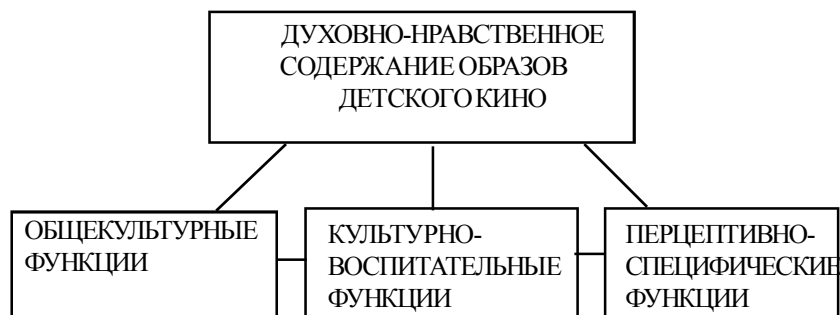 ДУХОВНО-НРАВСТВЕННОЕ
СОДЕРЖАНИЕ ОБРАЗОВ
ДЕТСКОГО КИНО
ОБЩЕКУЛЬТУРНЫЕ
ФУНКЦИИ
КУЛЬТУРНО-
ВОСПИТАТЕЛЬНЫЕ
ФУНКЦИИ
ПЕРЦЕПТИВНО-
СПЕЦИФИЧЕСКИЕ
ФУНКЦИИ